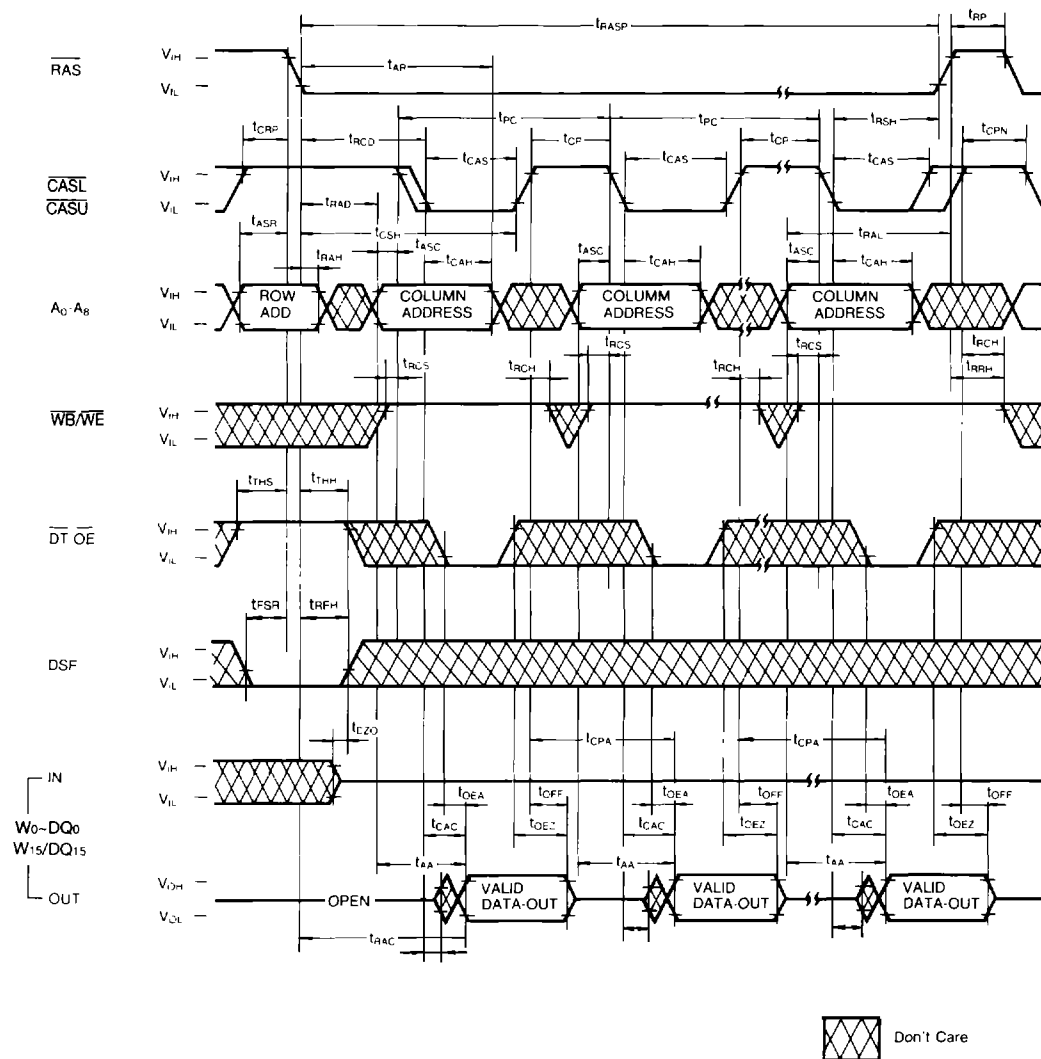 tRASP
tRP
RAS
VIH
VIL
tAR
tPC
tPC
tRSH
tCRP
tRCD
tCP
tCP
tCPN
tCAS
tCAS
tCAS
CASL
CASU
VIH
VIL
tRAD
tCSH
tRAL
tASR
tRAH
tASC
tCAH
tASC
tCAH
tASC
tCAH
A0-A8
VIH
VIL
ROW
ADD
COLUMN
ADDRESS
COLUMM
ADDRESS
COLUMN
ADDRESS
tRCS
tRCH
tRCS
tRCH
tRCS
tRCH
tRRH
WB/WE
VIH
VIL
tTHS
tTHH
DT OE
VIH
VIL
tFSR
tRFH
DSF
VIH
VIL
tDZO
tCPA
tCPA
IN
VIH
VIL
tOEA
tOFF
tOEA
tOFF
tOEA
tOFF
W0~DQ0
W15/DQ15
tCAC
tOEZ
tCAC
tOEZ
tCAC
tOEZ
tAA
tAA
tAA
OUT
VOH
VOL
OPEN
VALID
DATA-OUT
VALID
DATA-OUT
VALID
DATA-OUT
tRAC
Don't Care